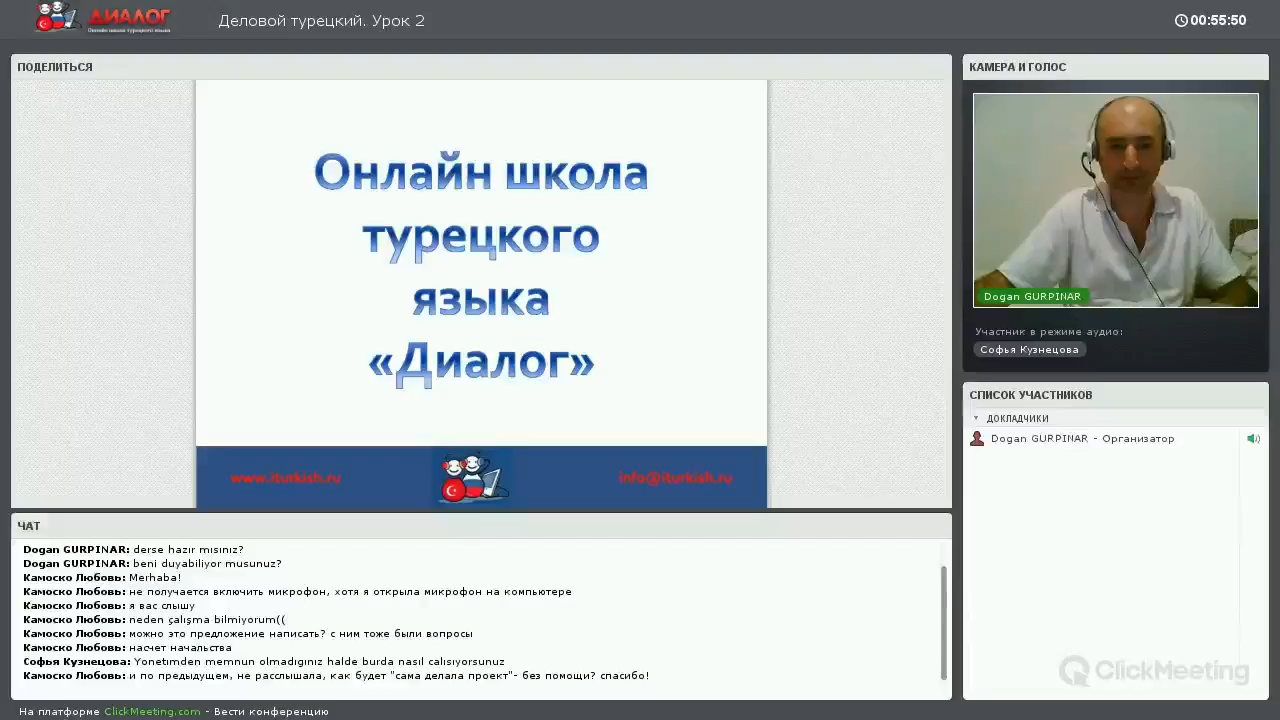 ДИАЛОГ
Онлайн школа турецкого языка
Деловой турецкий. Урок 2
00:55:50
ПОДЕЛИТЬСЯ
Онлайн школа
турецкого
языка
«Диалог»
www.iturkish.ru
info@iturkish.ru
КАМЕРА И ГОЛОС
Dogan GURPINAR
Участник в режиме аудио:
Софья Кузнецова
СПИСОК УЧАСТНИКОВ
ДОКЛАДЧИКИ
Dogan GURPINAR - Организатор
ЧАТ
Dogan GURPINAR: derse hazır mısınız?
Dogan GURPINAR: beni duyabiliyor musunuz?
Камоско Любовь: Merhaba!
Камоско Любовь: не получается включить микрофон, хотя я открыла микрофон на компьютере
Камоско Любовь: я вас слышу
Камоско Любовь: neden çalışma bilmiyorum((
Камоско Любовь: можно это предложение написать? с ним тоже были вопросы
Камоско Любовь: насчет начальства
Софья Кузнецова: Yonetımden memnun olmadıgınız halde burda nasıl calısıyorsunuz
Камоско Любовь: и по предыдущем, не расслышала, как будет "сама делала проект"- без помощи? спасибо!
ClickMeeting
На платформе ClickMeeting.com - Вести конференцию